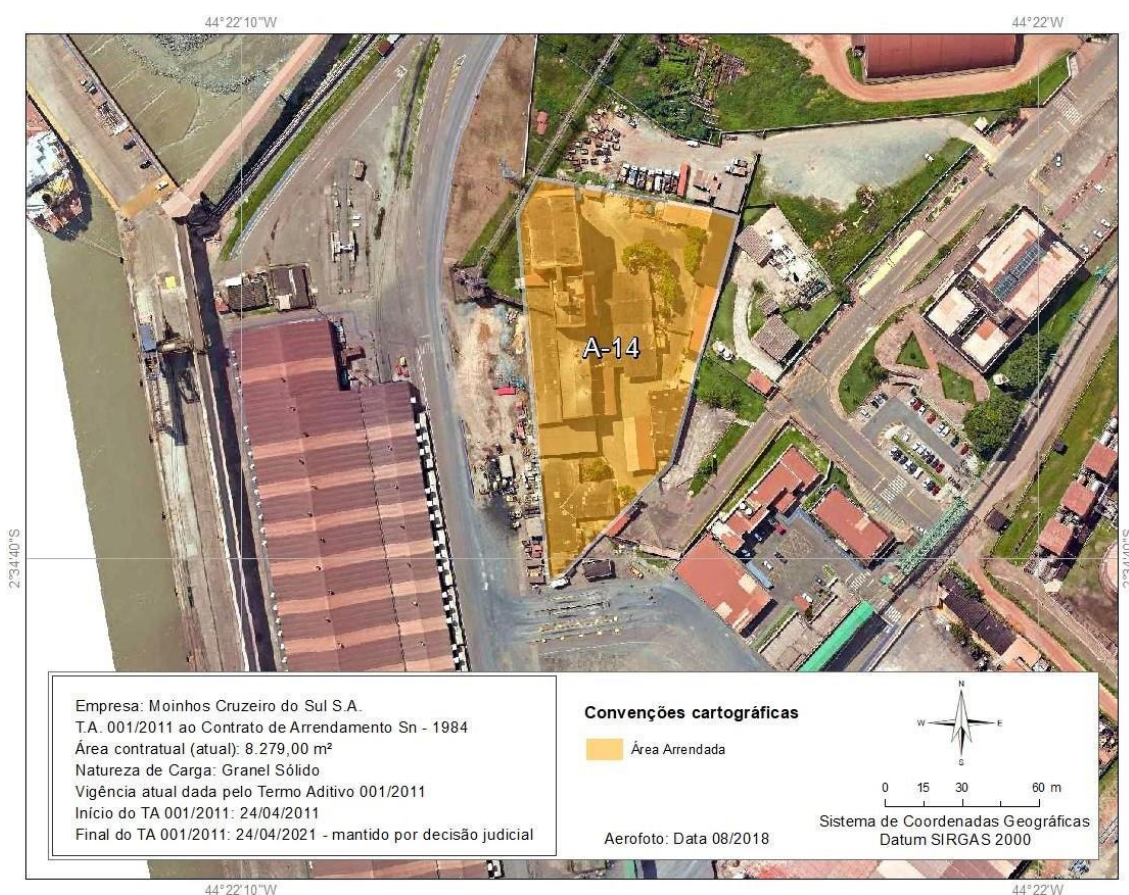 44°22'10"W
44°22'W
A-14
2°34'40"S
2°34'40"S
Empresa: Moinhos Cruzeiro do Sul S.A.
T.A. 001/2011 ao Contrato de Arrendamento Sn - 1984
Área contratual (atual): 8.279,00 m²
Natureza de Carga: Granel Sólido
Vigência atual dada pelo Termo Aditivo 001/2011
Início do TA 001/2011: 24/04/2011
Final do TA 001/2011: 24/04/2021 - mantido por decisão judicial
Convenções cartográficas
Área Arrendada
Aerofoto: Data 08/2018
N
W
E
S
0 15 30 60 m
Sistema de Coordenadas Geográficas
Datum SIRGAS 2000
44°22'10"W
44°22'W